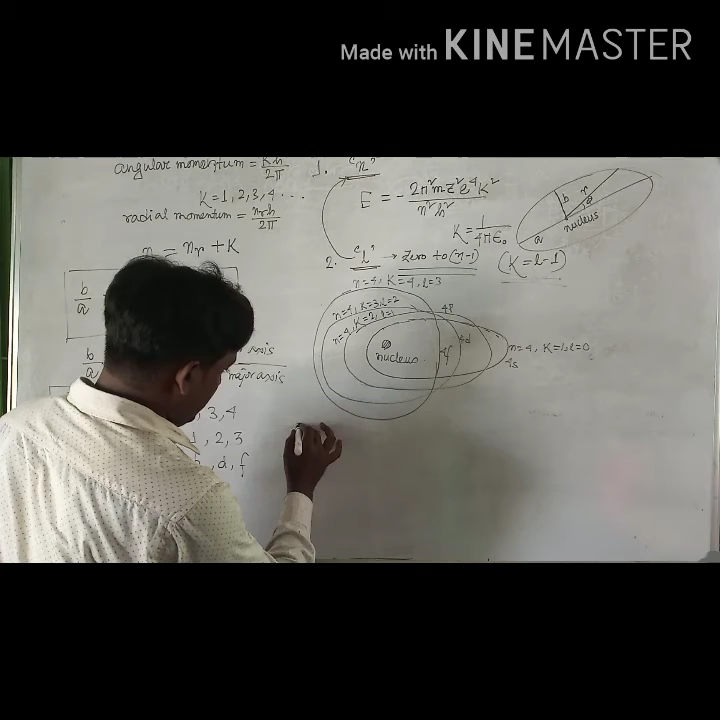 Made with KINEMASTER
angular momentum = Kh/2π
K = 1, 2, 3, 4 ...
radial momentum = nᵣh/2π
n = nᵣ + K
b/a
b/a
axis
major axis
, 3, 4
1, 2, 3
, d, f
1. "n"
E = - 2π²mZ²e⁴K²/n²h²
K = 1/4πϵ₀
2. "l" → Zero to (n-1)
(K = l - 1)
b
r
a
nucleus
n=4, K=4, l=3
n=4, K=3, l=2
n=4, K=2, l=1
4p
4d
4f
nucleus
n=4, K=1, l=0
4s